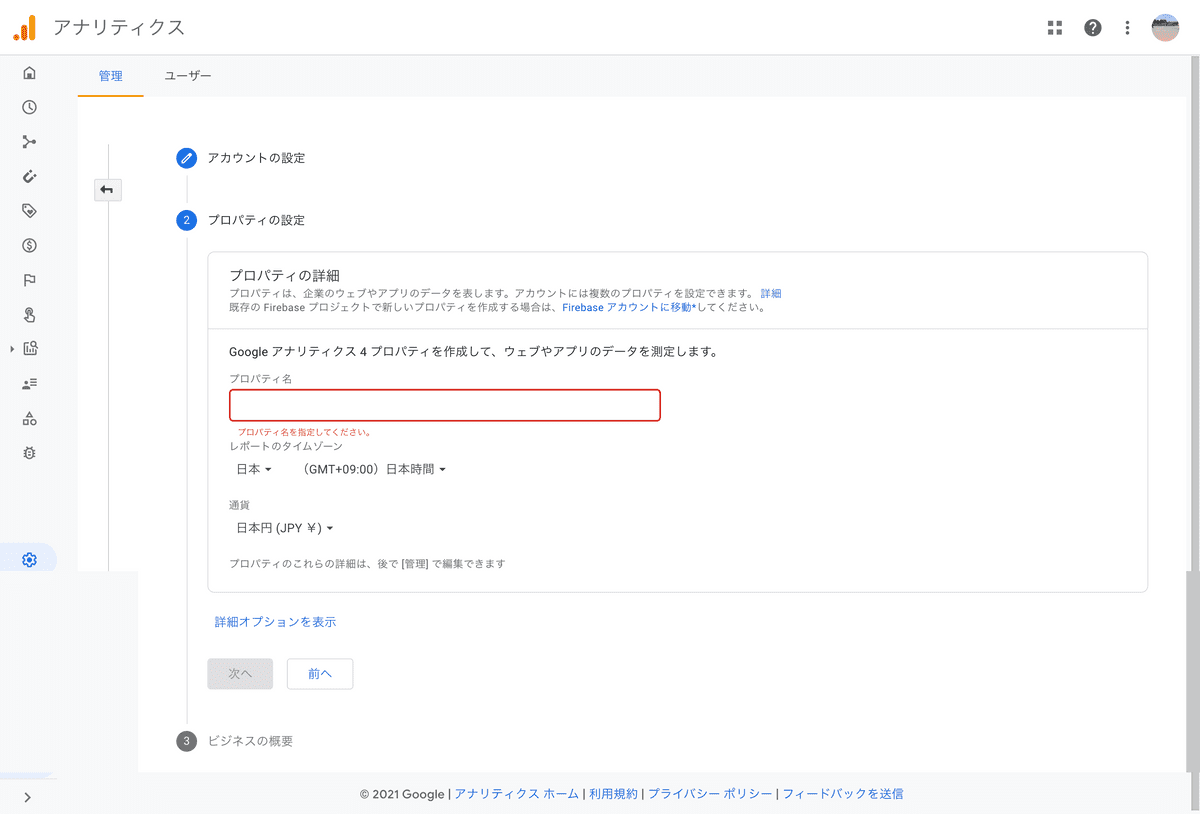 アナリティクス
管理
ユーザー
アカウントの設定
2
プロパティの設定
プロパティの詳細
プロパティは、企業のウェブやアプリのデータを表します。アカウントには複数のプロパティを設定できます。 詳細
既存の Firebase プロジェクトで新しいプロパティを作成する場合は、Firebase アカウントに移動*してください。
Google アナリティクス 4 プロパティを作成して、ウェブやアプリのデータを測定します。
プロパティ名
プロパティ名を指定してください。
レポートのタイムゾーン
日本 (GMT+09:00) 日本時間
通貨
日本円 (JPY ¥)
プロパティのこれらの詳細は、後で [管理] で編集できます
詳細オプションを表示
次へ
前へ
3
ビジネスの概要
© 2021 Google | アナリティクス ホーム | 利用規約 | プライバシー ポリシー | フィードバックを送信